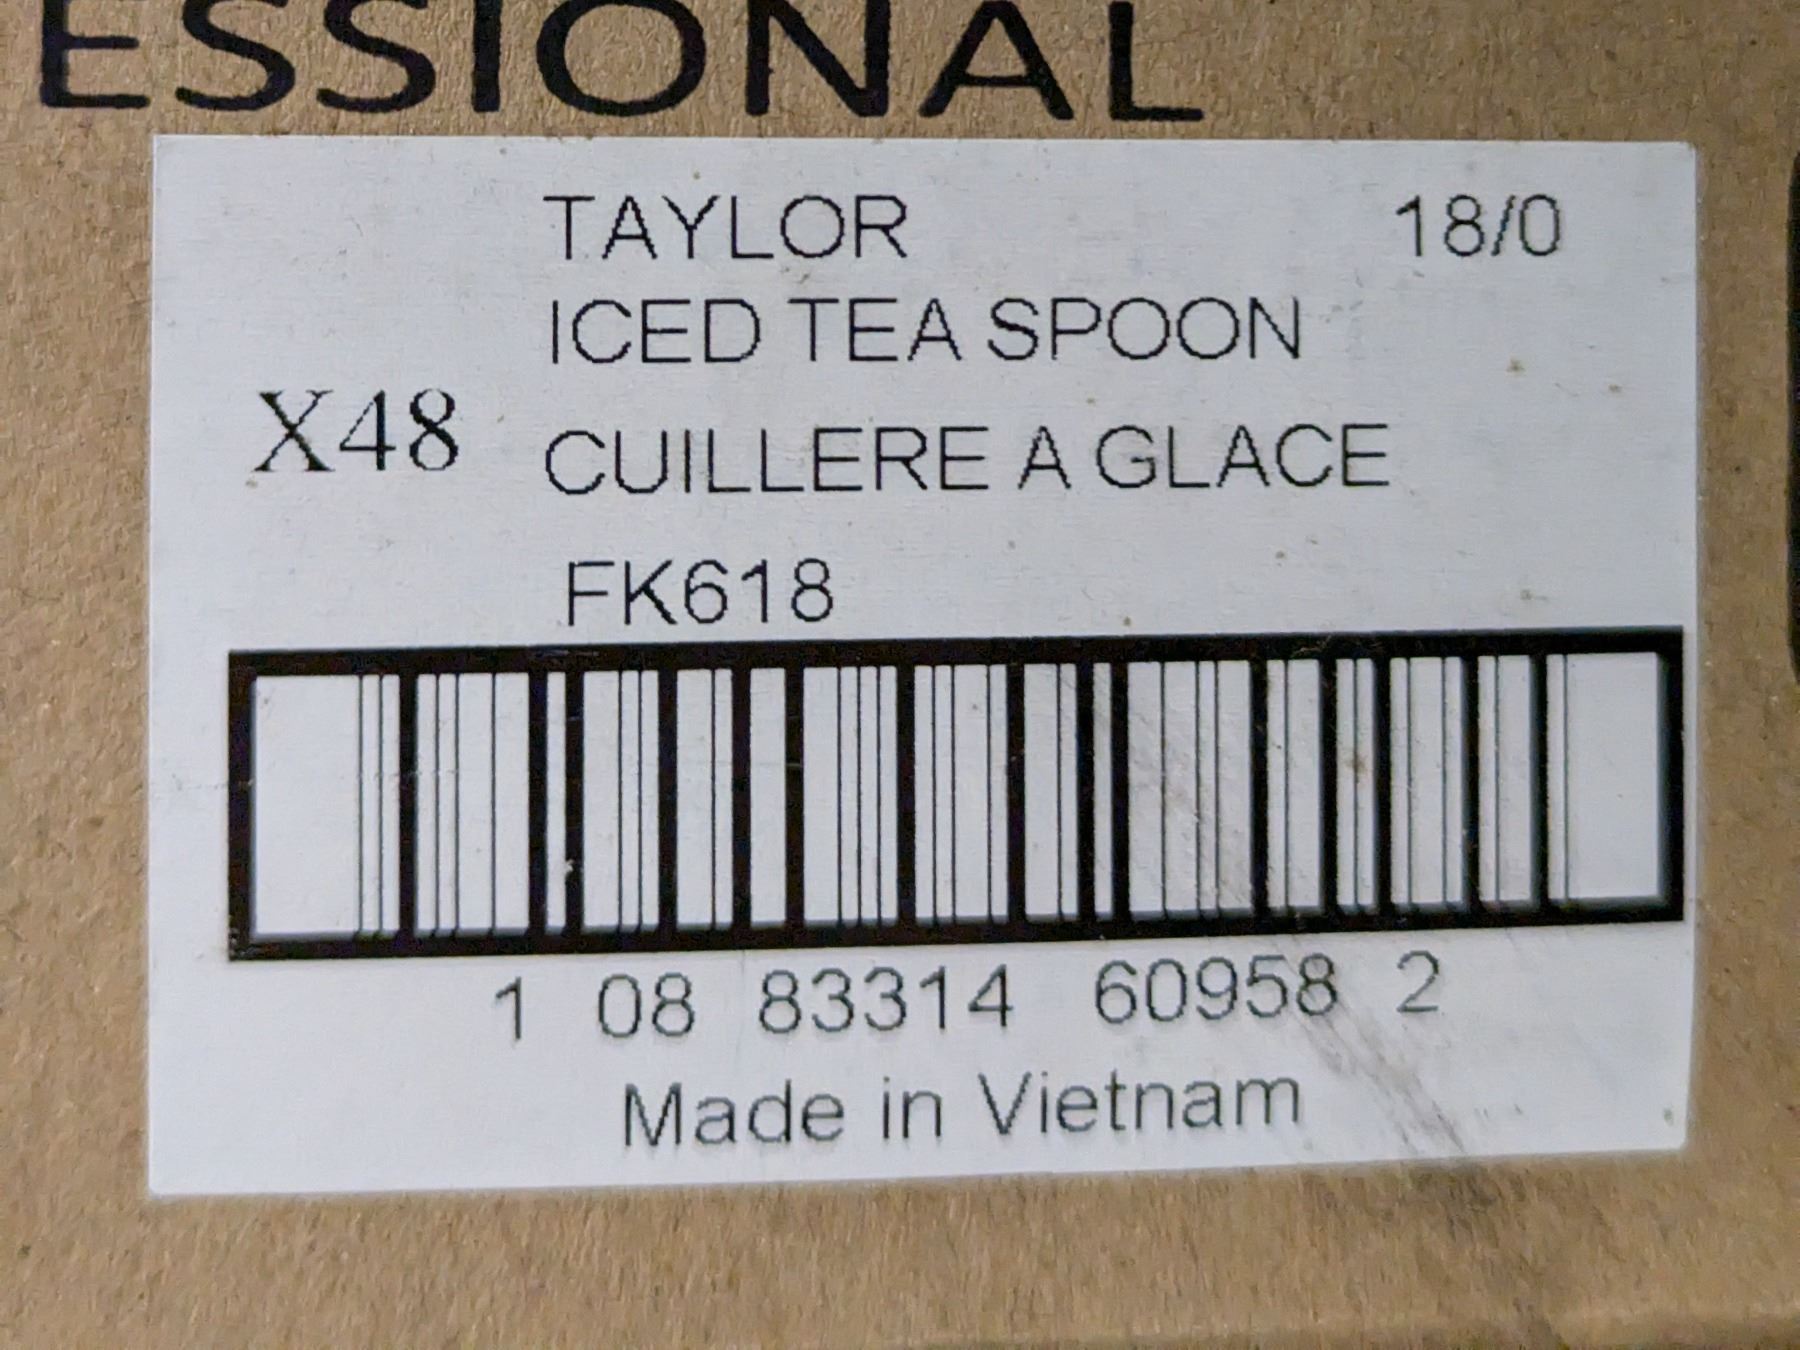 ESSIONAL
TAYLOR 18/0
ICED TEA SPOON
X48
CUILLERE A GLACE
FK618
1 08 83314 60958 2
Made in Vietnam